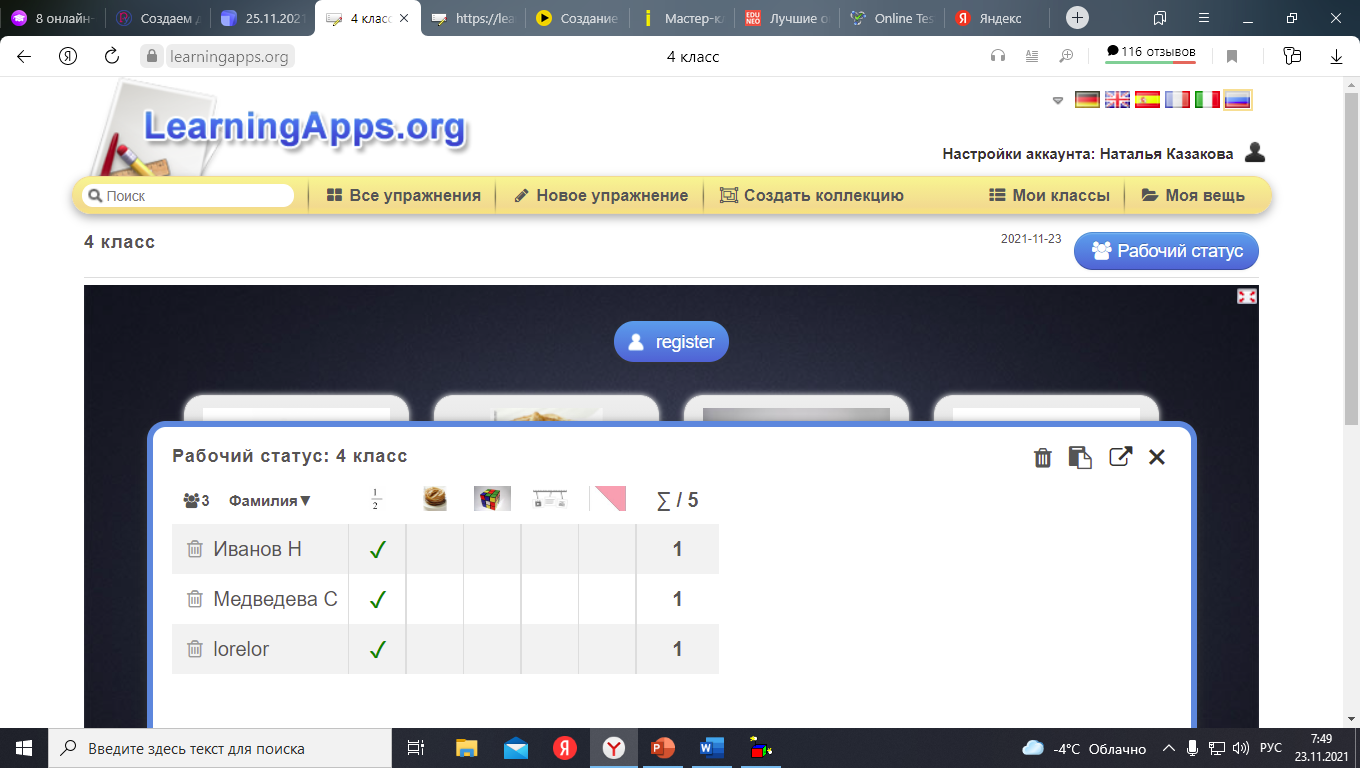 8 онлайн-
Создаем д
25.11.2021
4 класс
https://lea
Создание
Мастер-кл
Лучшие о
Online Tes
Яндекс
learningapps.org
4 класс
116 отзывов
LearningApps.org
Настройки аккаунта: Наталья Казакова
Поиск
Все упражнения
Новое упражнение
Создать коллекцию
Мои классы
Моя вещь
4 класс
2021-11-23
Рабочий статус
register
Рабочий статус: 4 класс
3 Фамилия▼ 1/2 ∑ / 5
Иванов Н ✓ 1
Медведева С ✓ 1
lorelor ✓ 1
Введите здесь текст для поиска
-4°C Облачно
РУС
7:49
23.11.2021